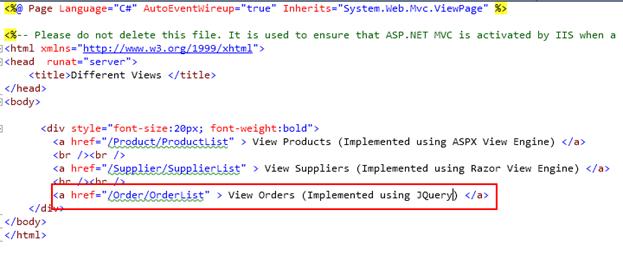 <%@ Page Language="C#" AutoEventWireup="true" Inherits="System.Web.Mvc.ViewPage" %>
<%-- Please do not delete this file. It is used to ensure that ASP.NET MVC is activated by IIS when a
<html xmlns="http://www.w3.org/1999/xhtml">
<head runat="server">
<title>Different Views </title>
</head>
<body>
<div style="font-size:20px; font-weight:bold">
<a href="/Product/ProductList" > View Products (Implemented using ASPX View Engine) </a>
<br /><br />
<a href="/Supplier/SupplierList" > View Suppliers (Implemented using Razor View Engine) </a>
<br /><br />
<a href="/Order/OrderList" > View Orders (Implemented using JQuery) </a>
</div>
</body>
</html>